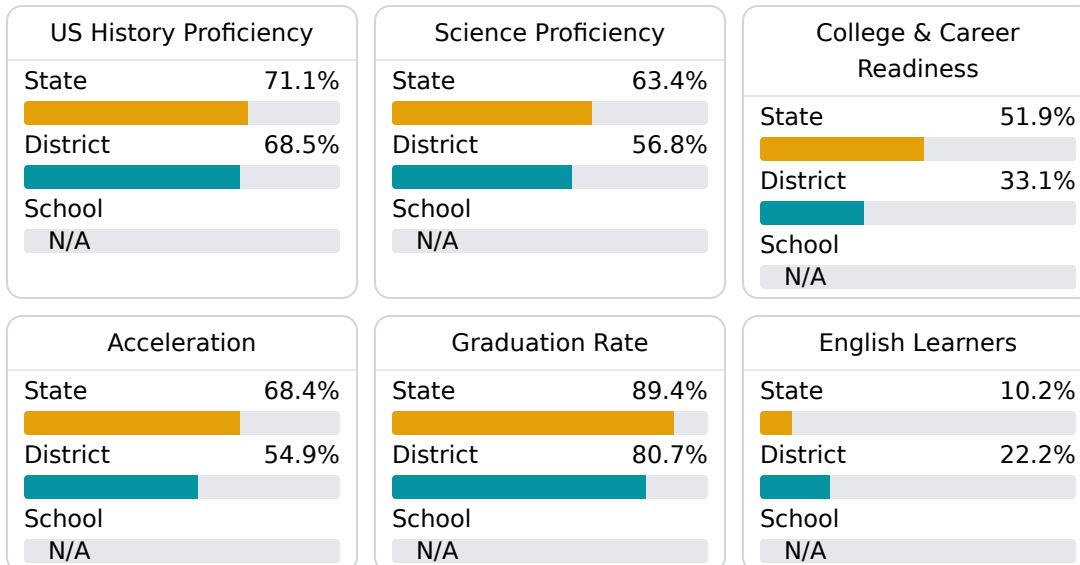 US History Proficiency
State 71.1%
District 68.5%
School
N/A
Science Proficiency
State 63.4%
District 56.8%
School
N/A
College & Career
Readiness
State 51.9%
District 33.1%
School
N/A
Acceleration
State 68.4%
District 54.9%
School
N/A
Graduation Rate
State 89.4%
District 80.7%
School
N/A
English Learners
State 10.2%
District 22.2%
School
N/A